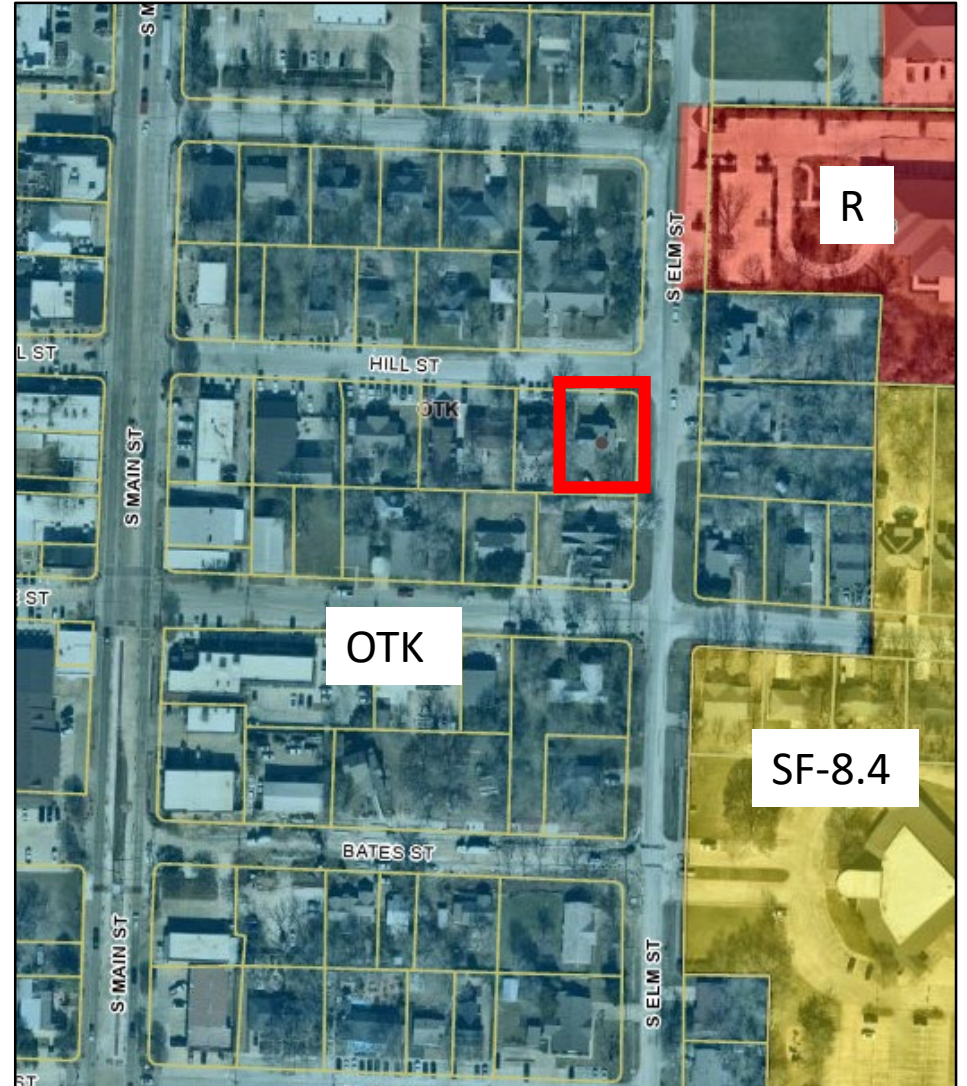 S M
R
S ELM ST
L ST
HILL ST
OTK
S MAIN ST
ST
OTK
SF-8.4
BATES ST
S MAIN ST
S ELM ST
ST